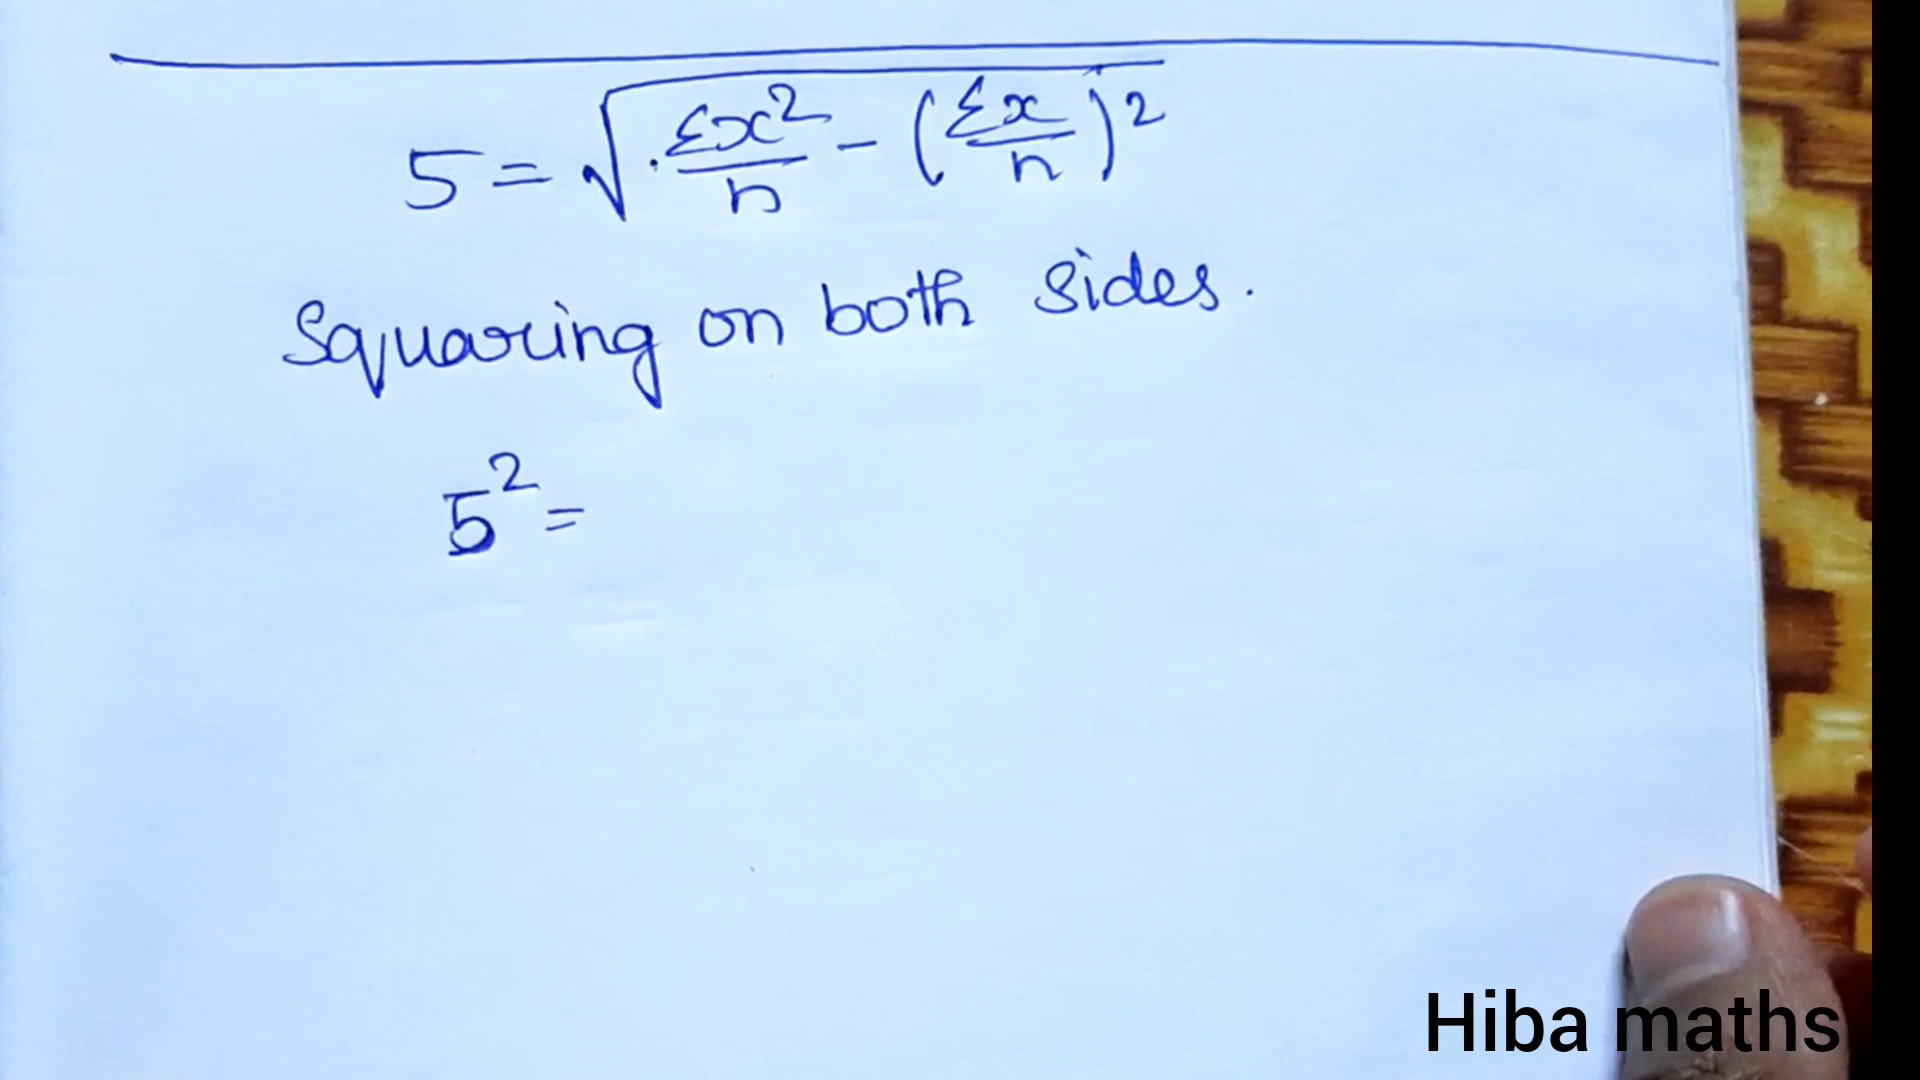 5 = √.Σx²/n - (Σx/n)²
Squaring on both sides.
5² =
Hiba maths